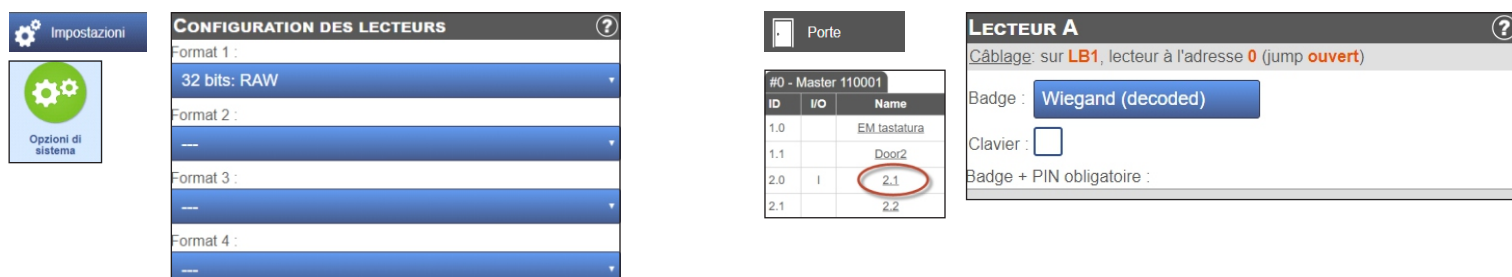 Impostazioni
Opzioni di
sistema
CONFIGURATION DES LECTEURS ?
Format 1 :
32 bits: RAW
Format 2 :
---
Format 3 :
---
Format 4 :
---
Porte
#0 - Master 110001
ID I/O Name
1.0 EM tastatura
1.1 Door2
2.0 I 2.1
2.1 2.2
LECTEUR A ?
Câblage: sur LB1, lecteur à l'adresse 0 (jump ouvert)
Badge : Wiegand (decoded)
Clavier :
Badge + PIN obligatoire :